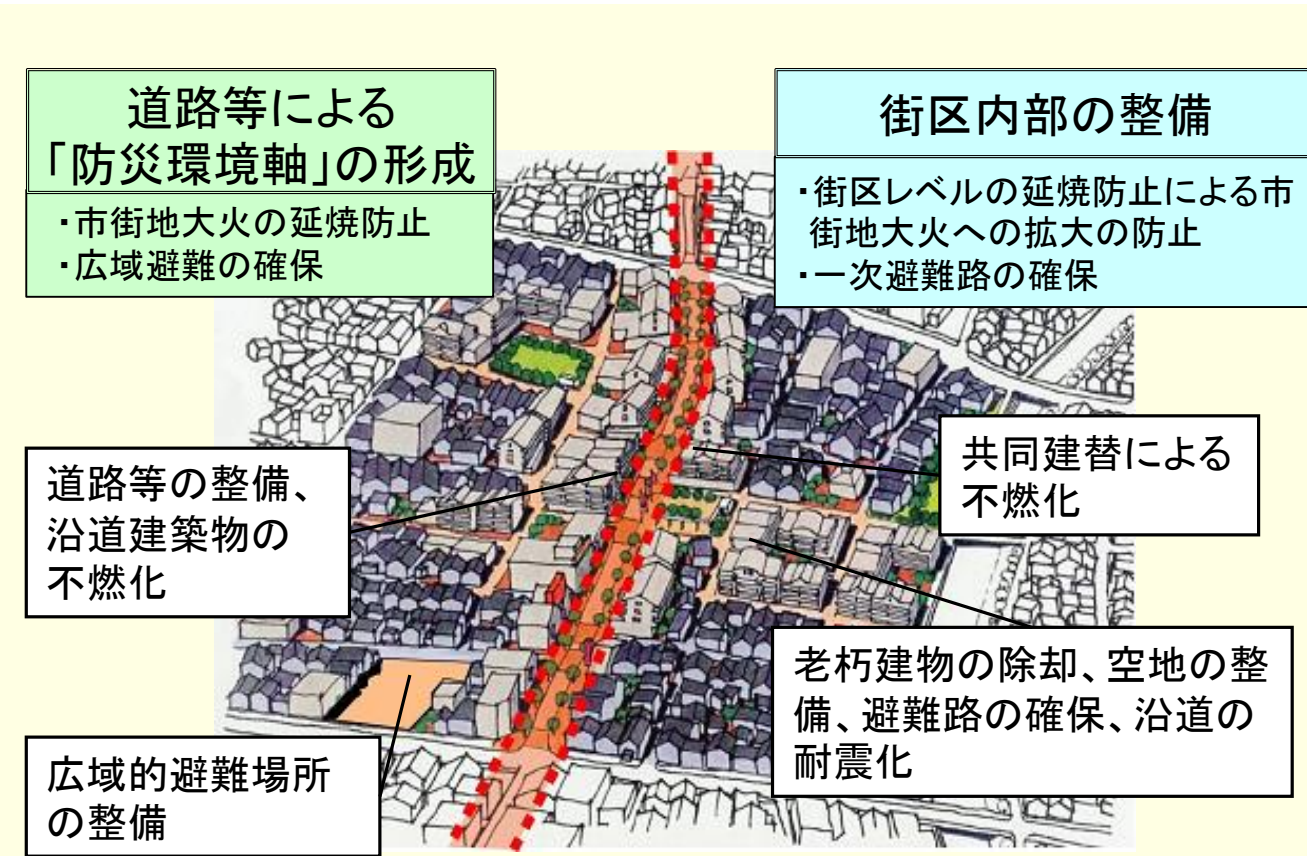 道路等による
「防災環境軸」の形成
・市街地大火の延焼防止
・広域避難の確保
街区内部の整備
・街区レベルの延焼防止による市
街地大火への拡大の防止
・一次避難路の確保
道路等の整備、
沿道建築物の
不燃化
共同建替による
不燃化
老朽建物の除却、空地の整
備、避難路の確保、沿道の
耐震化
広域的避難場所
の整備